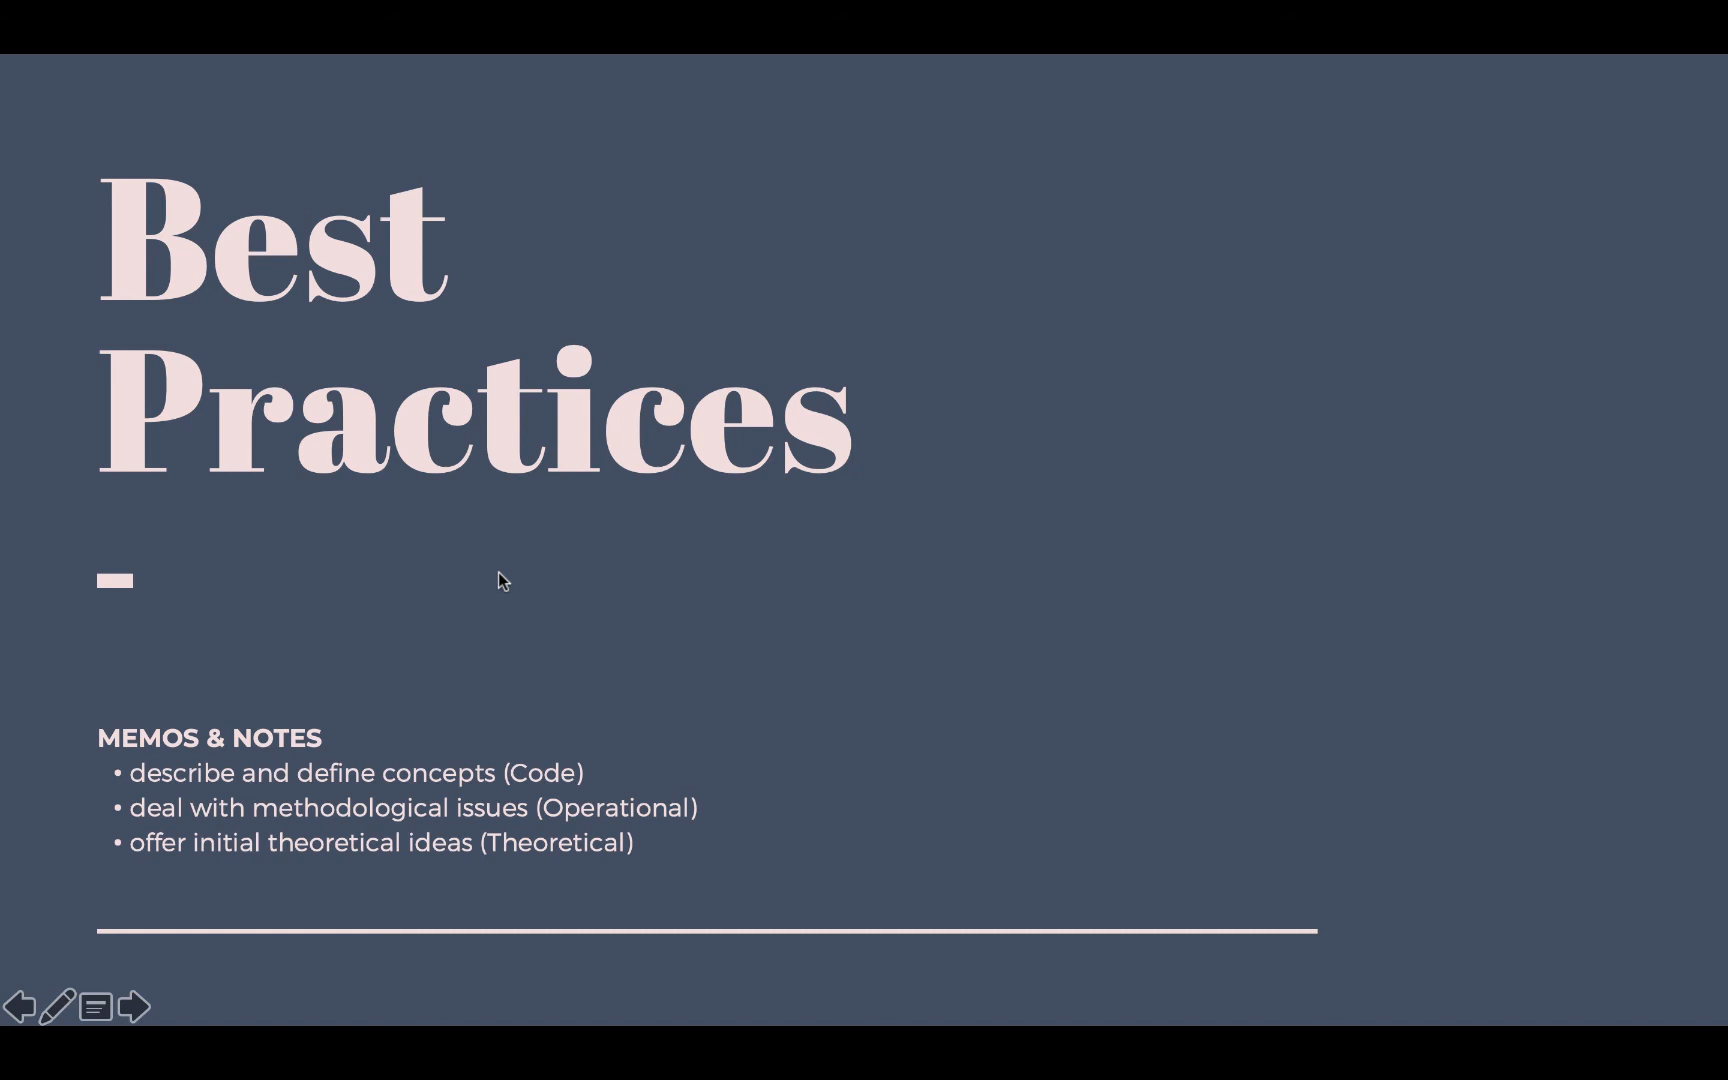 Best
Practices
MEMOS & NOTES
• describe and define concepts (Code)
• deal with methodological issues (Operational)
• offer initial theoretical ideas (Theoretical)